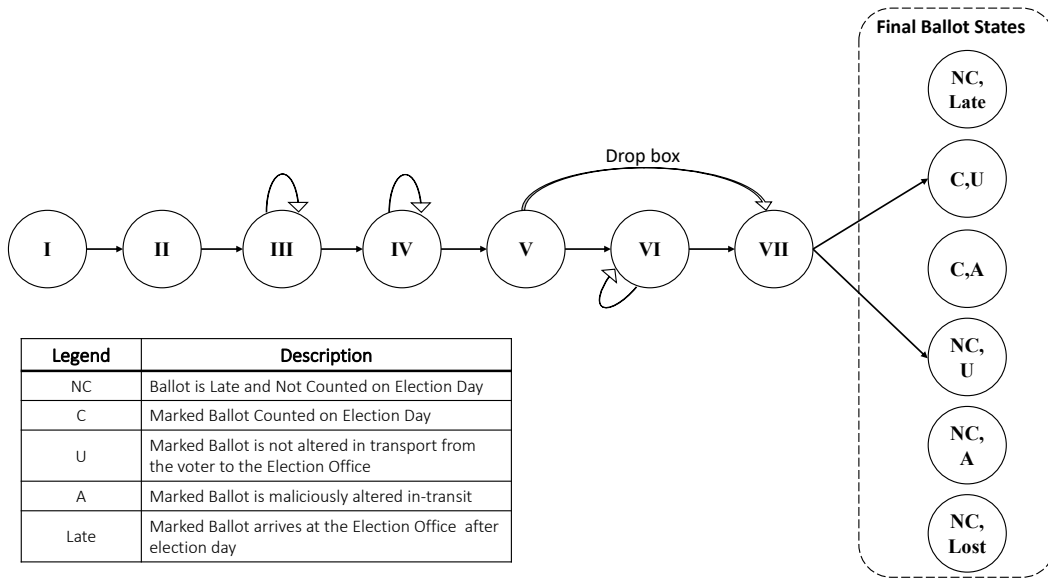 Final Ballot States
NC,
Late
Drop box
C,U
I
II
III
IV
V
VI
VII
C,A
NC,
U
NC,
A
NC,
Lost
Legend Description
NC Ballot is Late and Not Counted on Election Day
C Marked Ballot Counted on Election Day
U Marked Ballot is not altered in transport from
the voter to the Election Office
A Marked Ballot is maliciously altered in-transit
Late Marked Ballot arrives at the Election Office after
election day